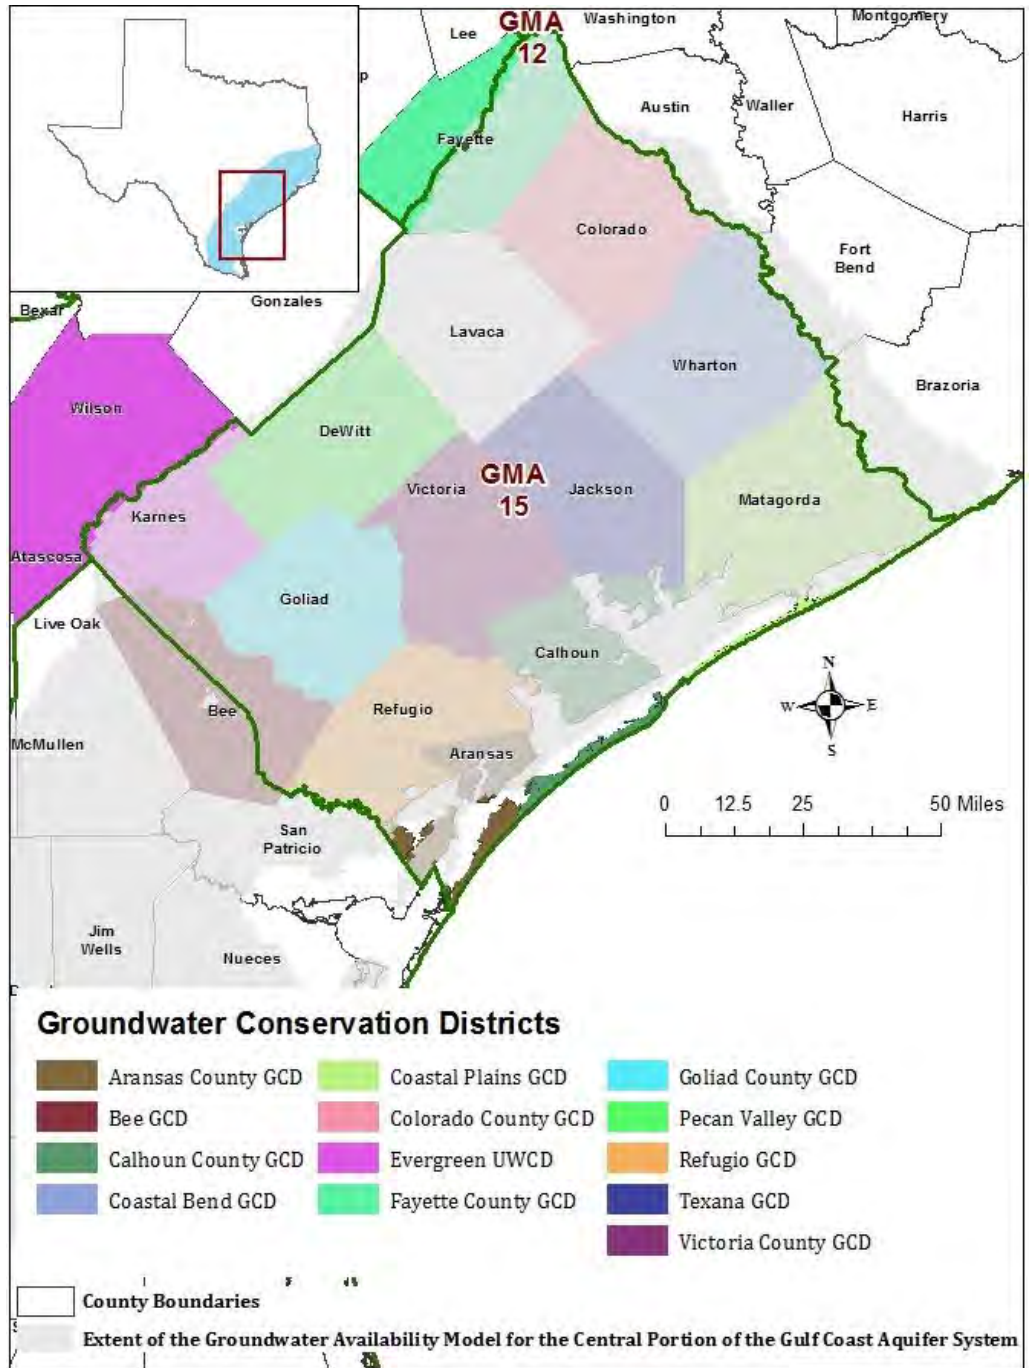 GMA
12
Lee
Washington
Montgomery
p
Fayette
Austin
Waller
Harris
Colorado
Fort
Bend
Gonzales
Bexar
Lavaca
Wharton
Brazoria
Wilson
DeWitt
GMA
15
Victoria
Jackson
Matagorda
Karnes
Atascosa
Goliad
Live Oak
Calhoun
Bee
Refugio
N
W
E
S
McMullen
Aransas
0 12.5 25 50 Miles
San
Patricio
Jim
Wells
Nueces
D
Groundwater Conservation Districts
Aransas County GCD
Bee GCD
Calhoun County GCD
Coastal Bend GCD
Coastal Plains GCD
Colorado County GCD
Evergreen UWCD
Fayette County GCD
Goliad County GCD
Pecan Valley GCD
Refugio GCD
Texana GCD
Victoria County GCD
County Boundaries
Extent of the Groundwater Availability Model for the Central Portion of the Gulf Coast Aquifer System